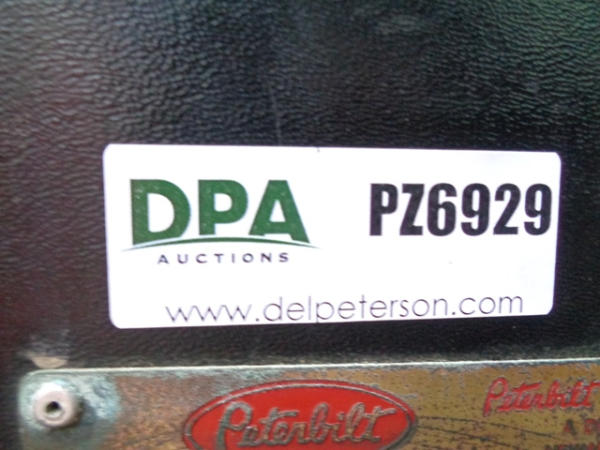 DPA
AUCTIONS
PZ6929
www.delpeterson.com
Peterbilt
Peterbilt